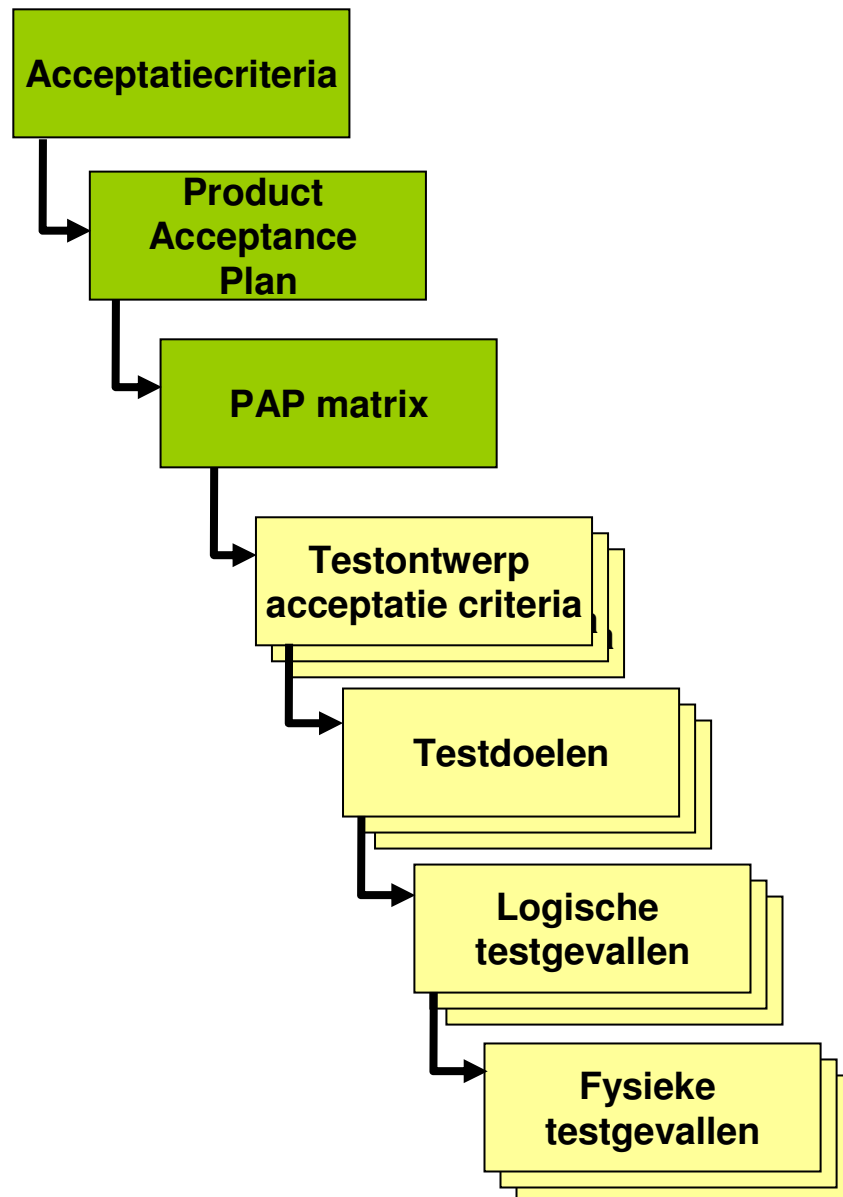 Acceptatiecriteria
Product
Acceptance
Plan
PAP matrix
Testontwerp
acceptatie criteria
Testdoelen
Logische
testgevallen
Fysieke
testgevallen